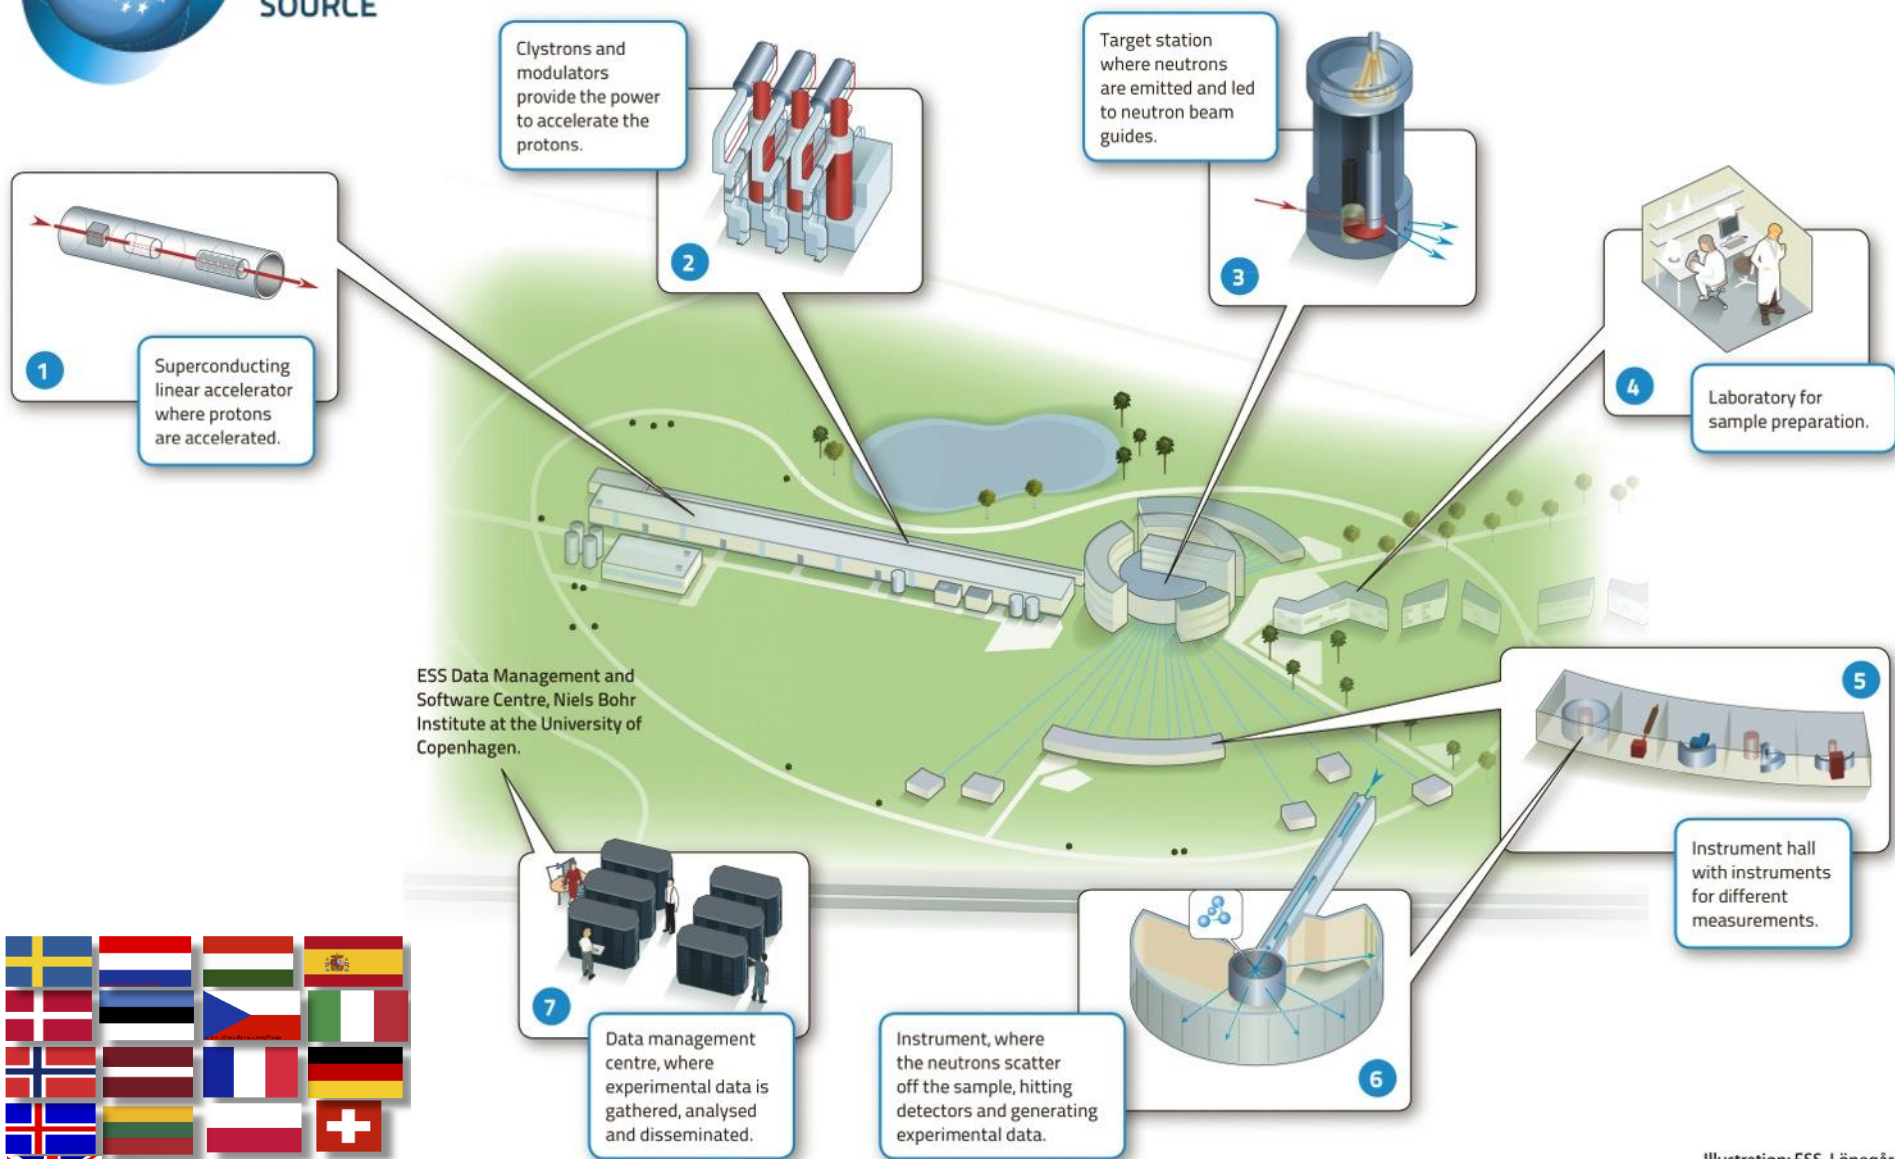 SOURCE
Clystrons and
modulators
provide the power
to accelerate the
protons.
2
Target station
where neutrons
are emitted and led
to neutron beam
guides.
3
1
Superconducting
linear accelerator
where protons
are accelerated.
4
Laboratory for
sample preparation.
ESS Data Management and
Software Centre, Niels Bohr
Institute at the University of
Copenhagen.
5
Instrument hall
with instruments
for different
measurements.
7
Data management
centre, where
experimental data is
gathered, analysed
and disseminated.
Instrument, where
the neutrons scatter
off the sample, hitting
detectors and generating
experimental data.
6
Illustration: ESS,